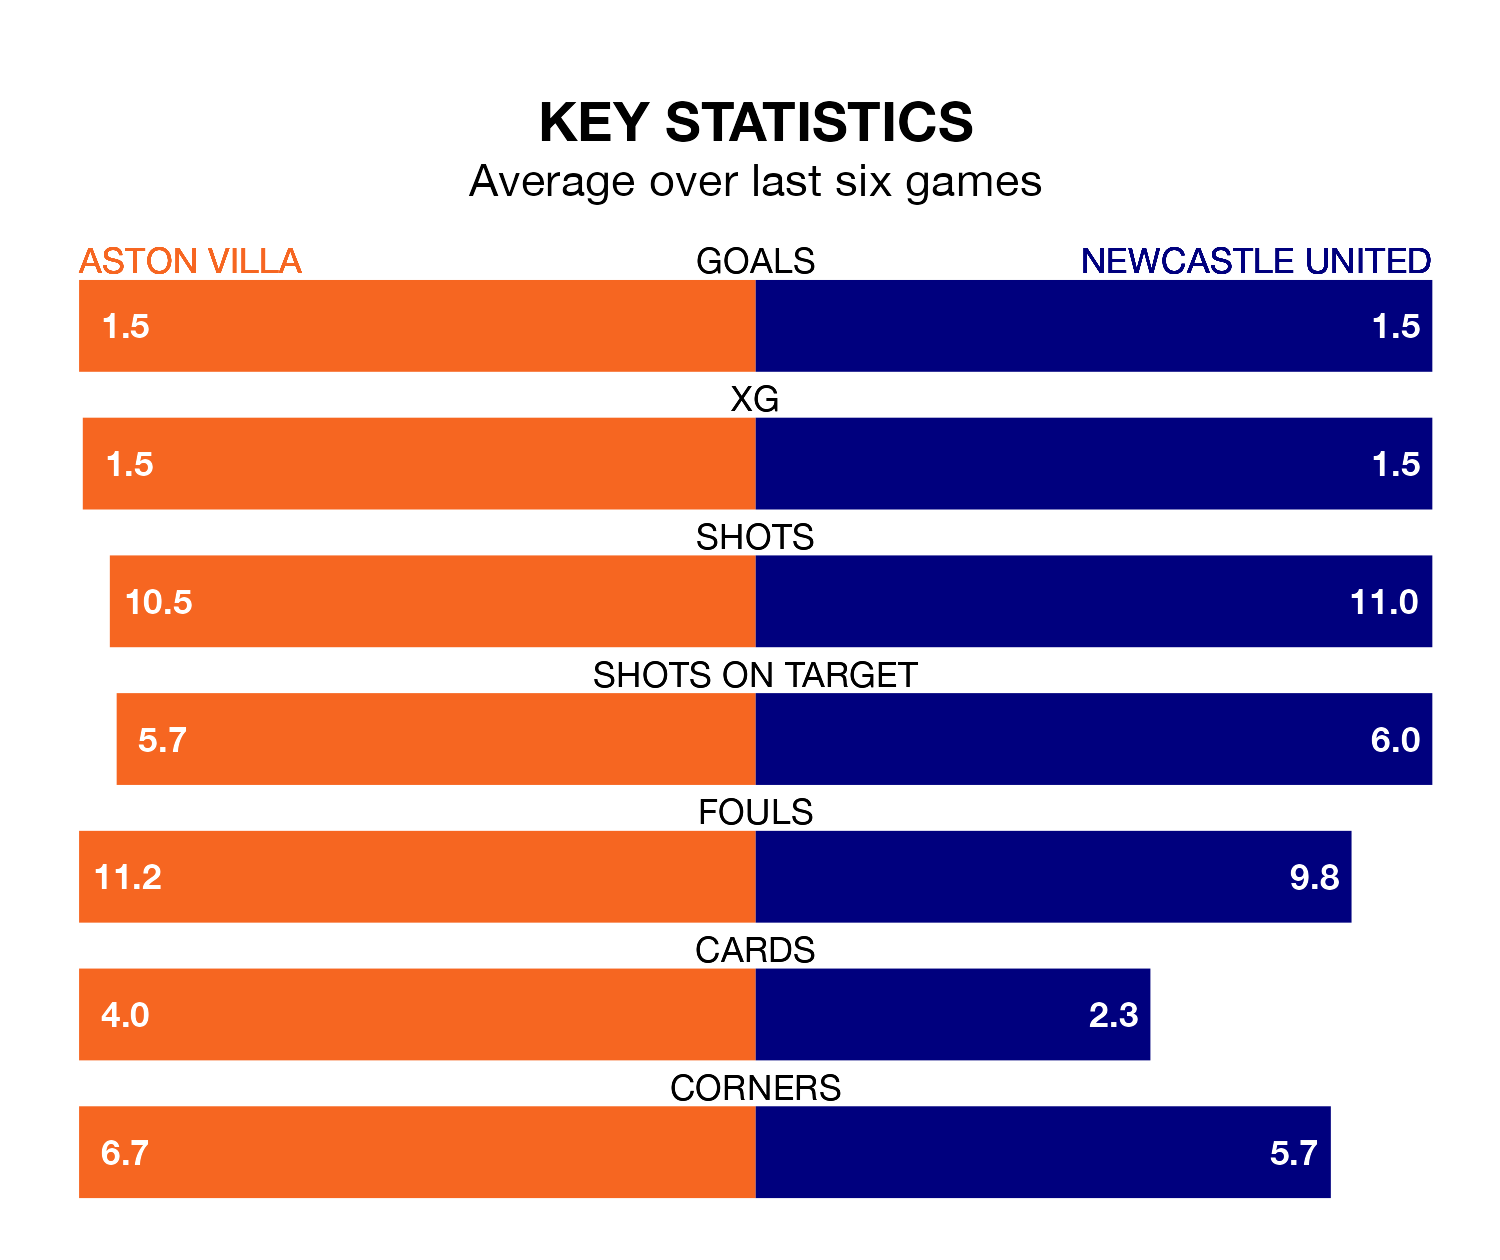 KEY STATISTICS
Average over last six games
ASTON VILLA GOALS NEWCASTLE UNITED
1.5 1.5
XG
1.5 1.5
SHOTS
10.5 11.0
SHOTS ON TARGET
5.7 6.0
FOULS
11.2 9.8
CARDS
4.0 2.3
CORNERS
6.7 5.7